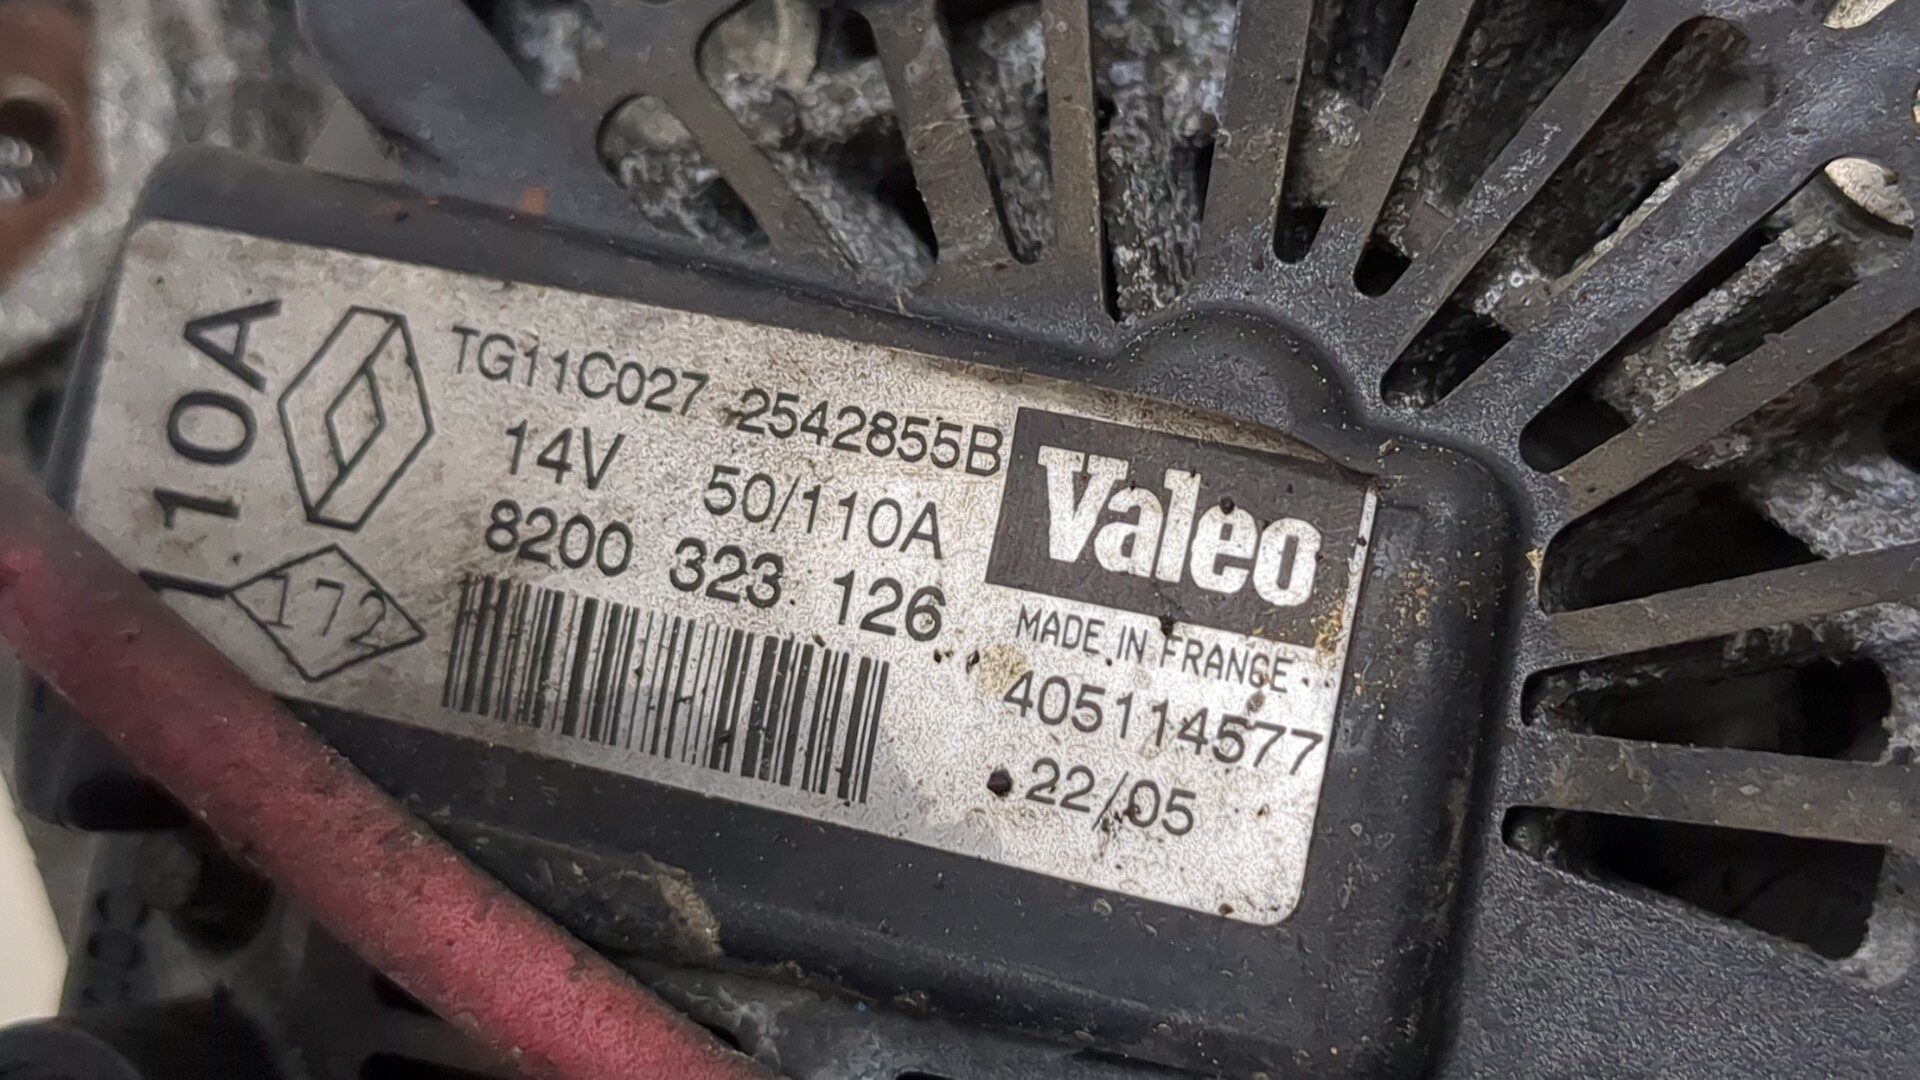 110A
TG11C027 2542855B
14V 50/110A
8200 323 126
172
Valeo
MADE IN FRANCE
405114577
22/05